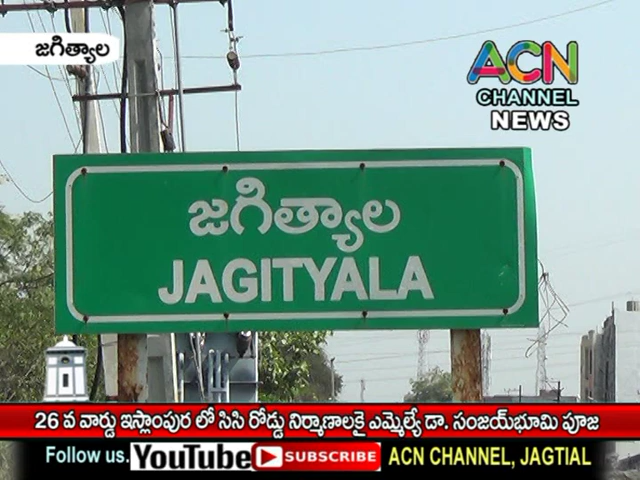 జగిత్యాల
ACN
CHANNEL
NEWS
జగిత్యాల
JAGITYALA
26 వ వార్డు ఇస్లాంపుర లో సిసి రోడ్డు నిర్మాణాలకై ఎమ్మెల్యే డా. సంజయ్‌భూమి పూజ
Follow us. YouTube SUBSCRIBE ACN CHANNEL, JAGTIAL